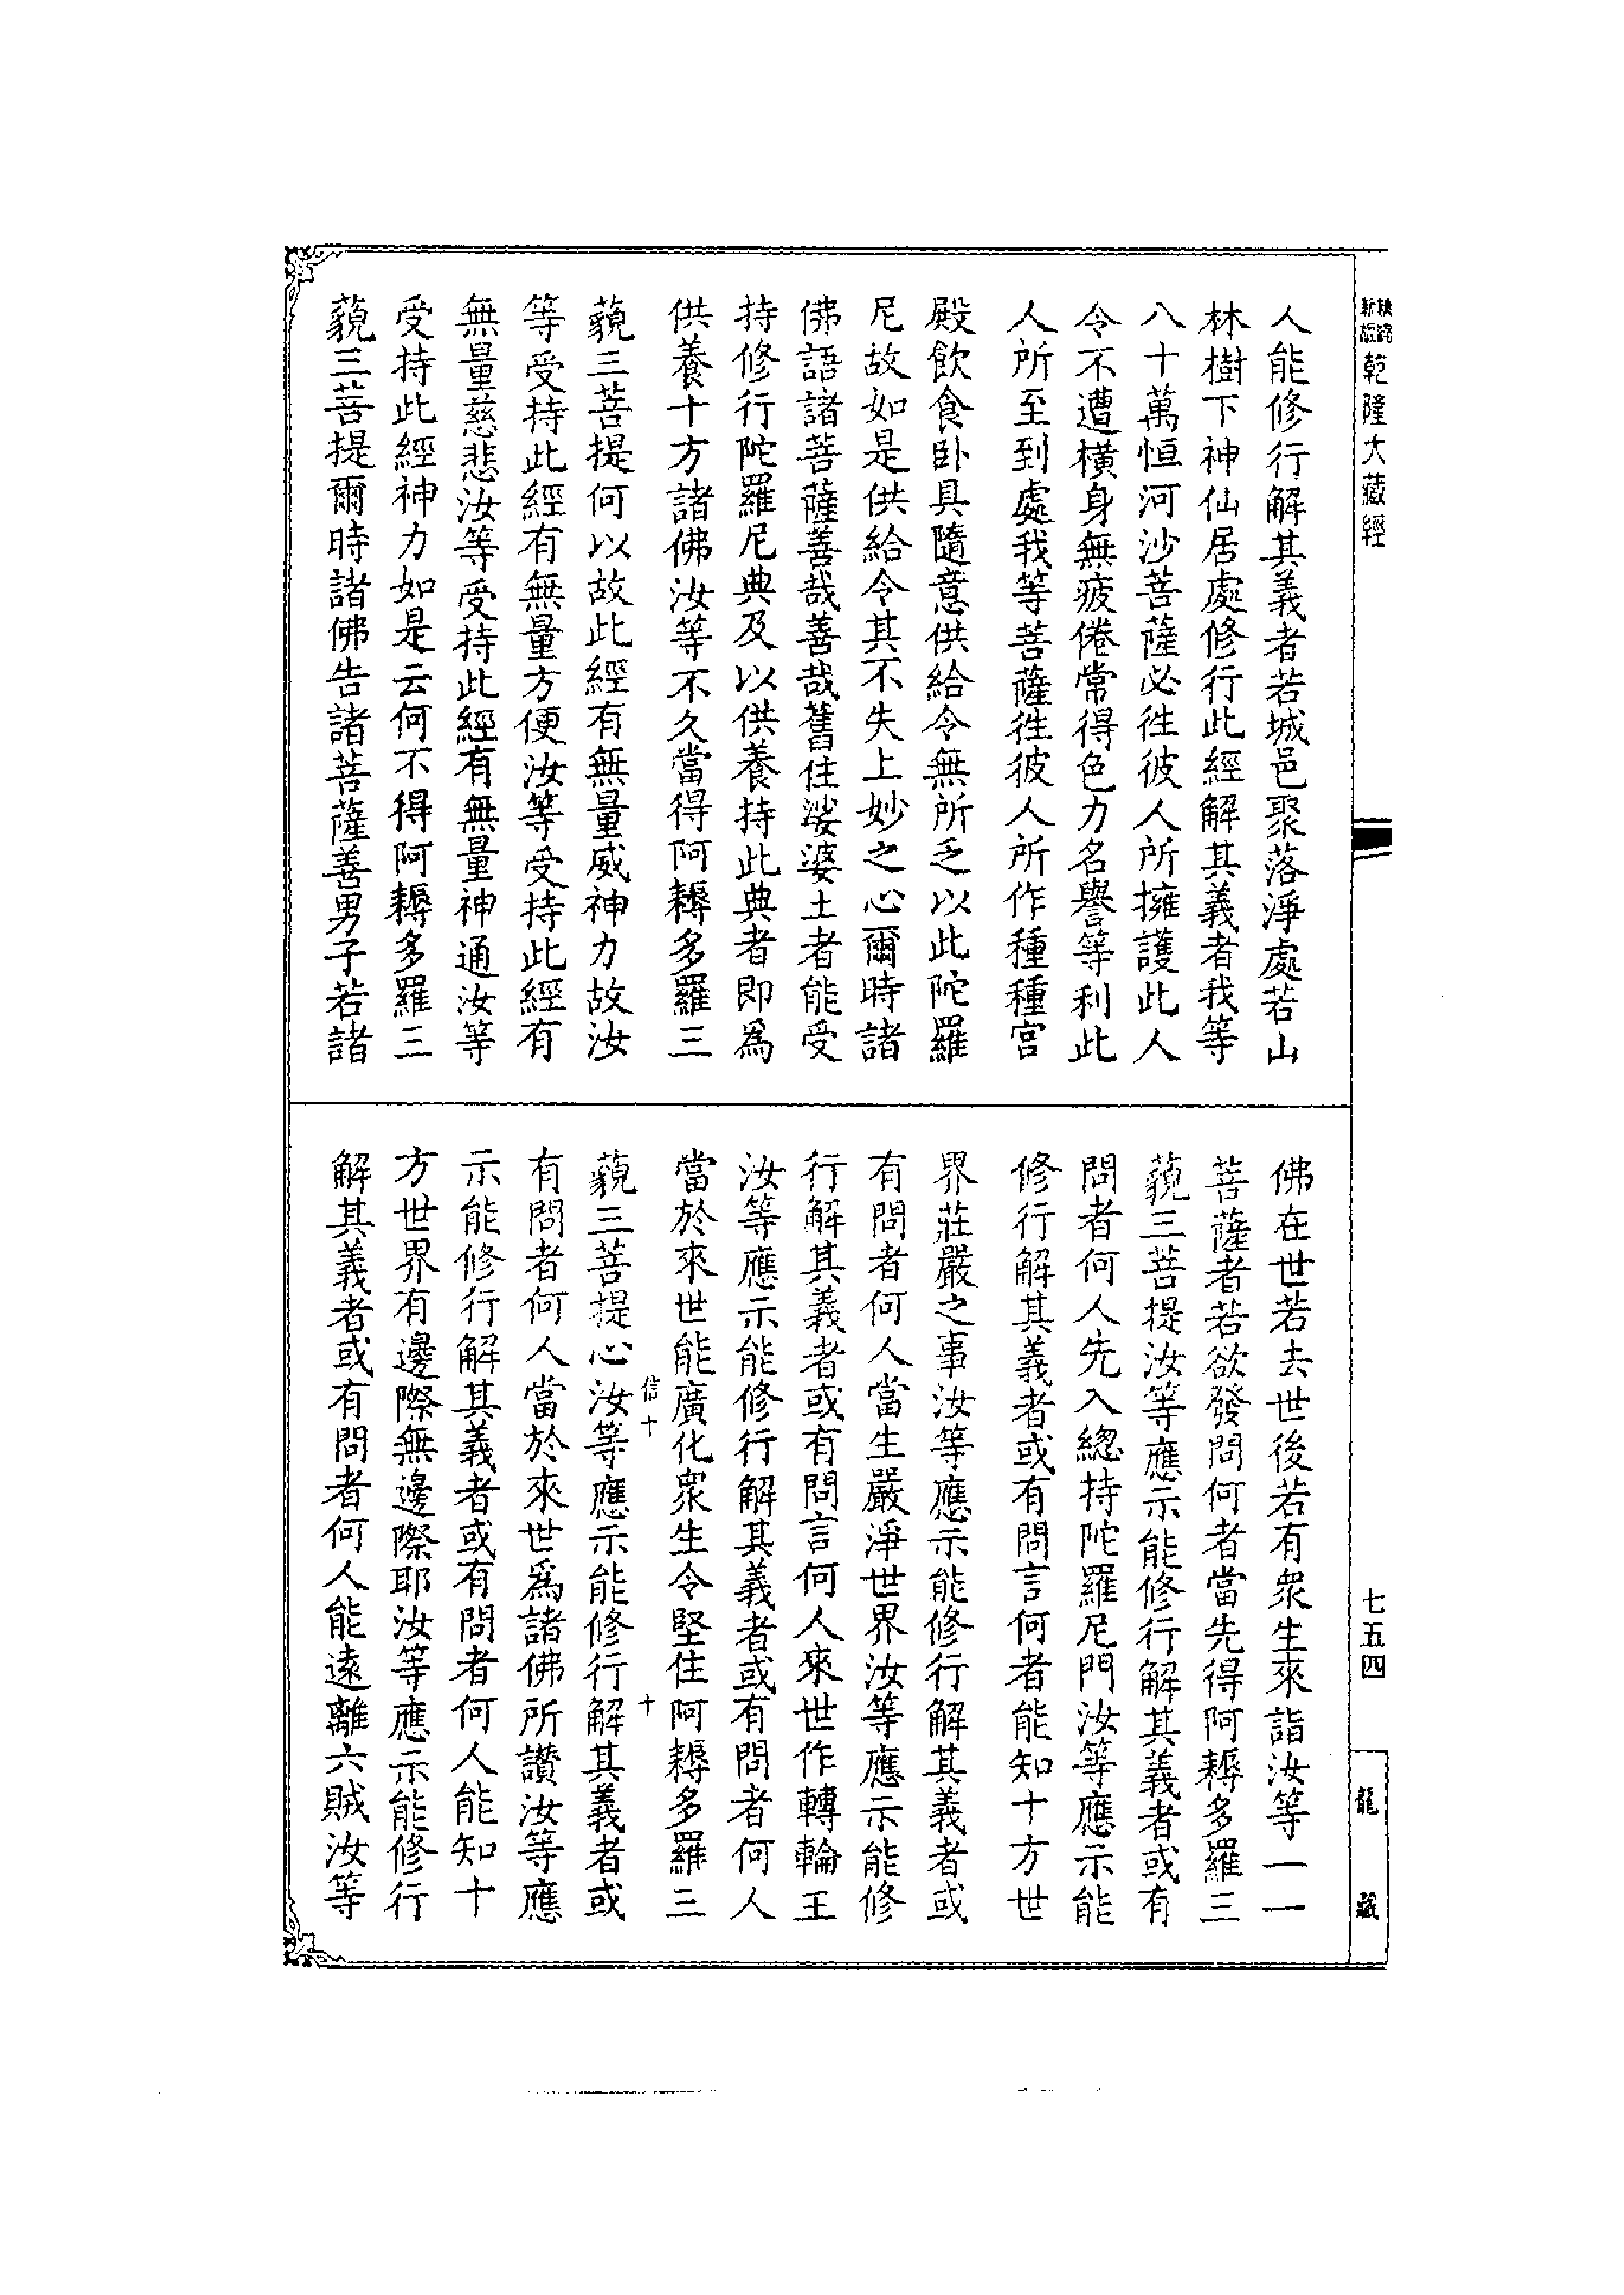 乾隆大藏經
人能修行解其義者若城邑聚落淨處若山
林樹下神仙居處修行此經解其義者我等
八十萬恒河沙菩薩必往彼人所擁護此人
令不遭橫身無疲倦常得色力名譽等利此
人所至到處我等菩薩往彼人所作種種宮
殿飲食卧具隨意供給令無所乏以此陀羅
尼故如是供給令其不失上妙之心爾時諸
佛語諸菩薩善哉善哉舊住娑婆土者能受
持修行陀羅尼典及以供養持此典者即為
供養十方諸佛汝等不久當得阿耨多羅三
藐三菩提何以故此經有無量威神力故汝
等受持此經有無量方便汝等受持此經有
無量慈悲汝等受持此經有無量神通汝等
受持此經神力如是云何不得阿耨多羅三
藐三菩提爾時諸佛告諸菩薩善男子若諸
佛在世若去世後若有衆生來詣汝等一一
菩薩者若欲發問何者當先得阿耨多羅三
藐三菩提汝等應示能修行解其義者或有
問者何人先入總持陀羅尼門汝等應示能
修行解其義者或有問言何者能知十方世
界莊嚴之事汝等應示能修行解其義者或
有問者何人當生嚴淨世界汝等應示能修
行解其義者或有問言何人來世作轉輪王
汝等應示能修行解其義者或有問者何人
當於來世能廣化衆生令堅住阿耨多羅三
信十 十
藐三菩提心汝等應示能修行解其義者或
有問者何人當於來世爲諸佛所讚汝等應
示能修行解其義者或有問者何人能知十
方世界有邊際無邊際耶汝等應示能修行
解其義者或有問者何人能遠離六賊汝等
七五四
龍藏